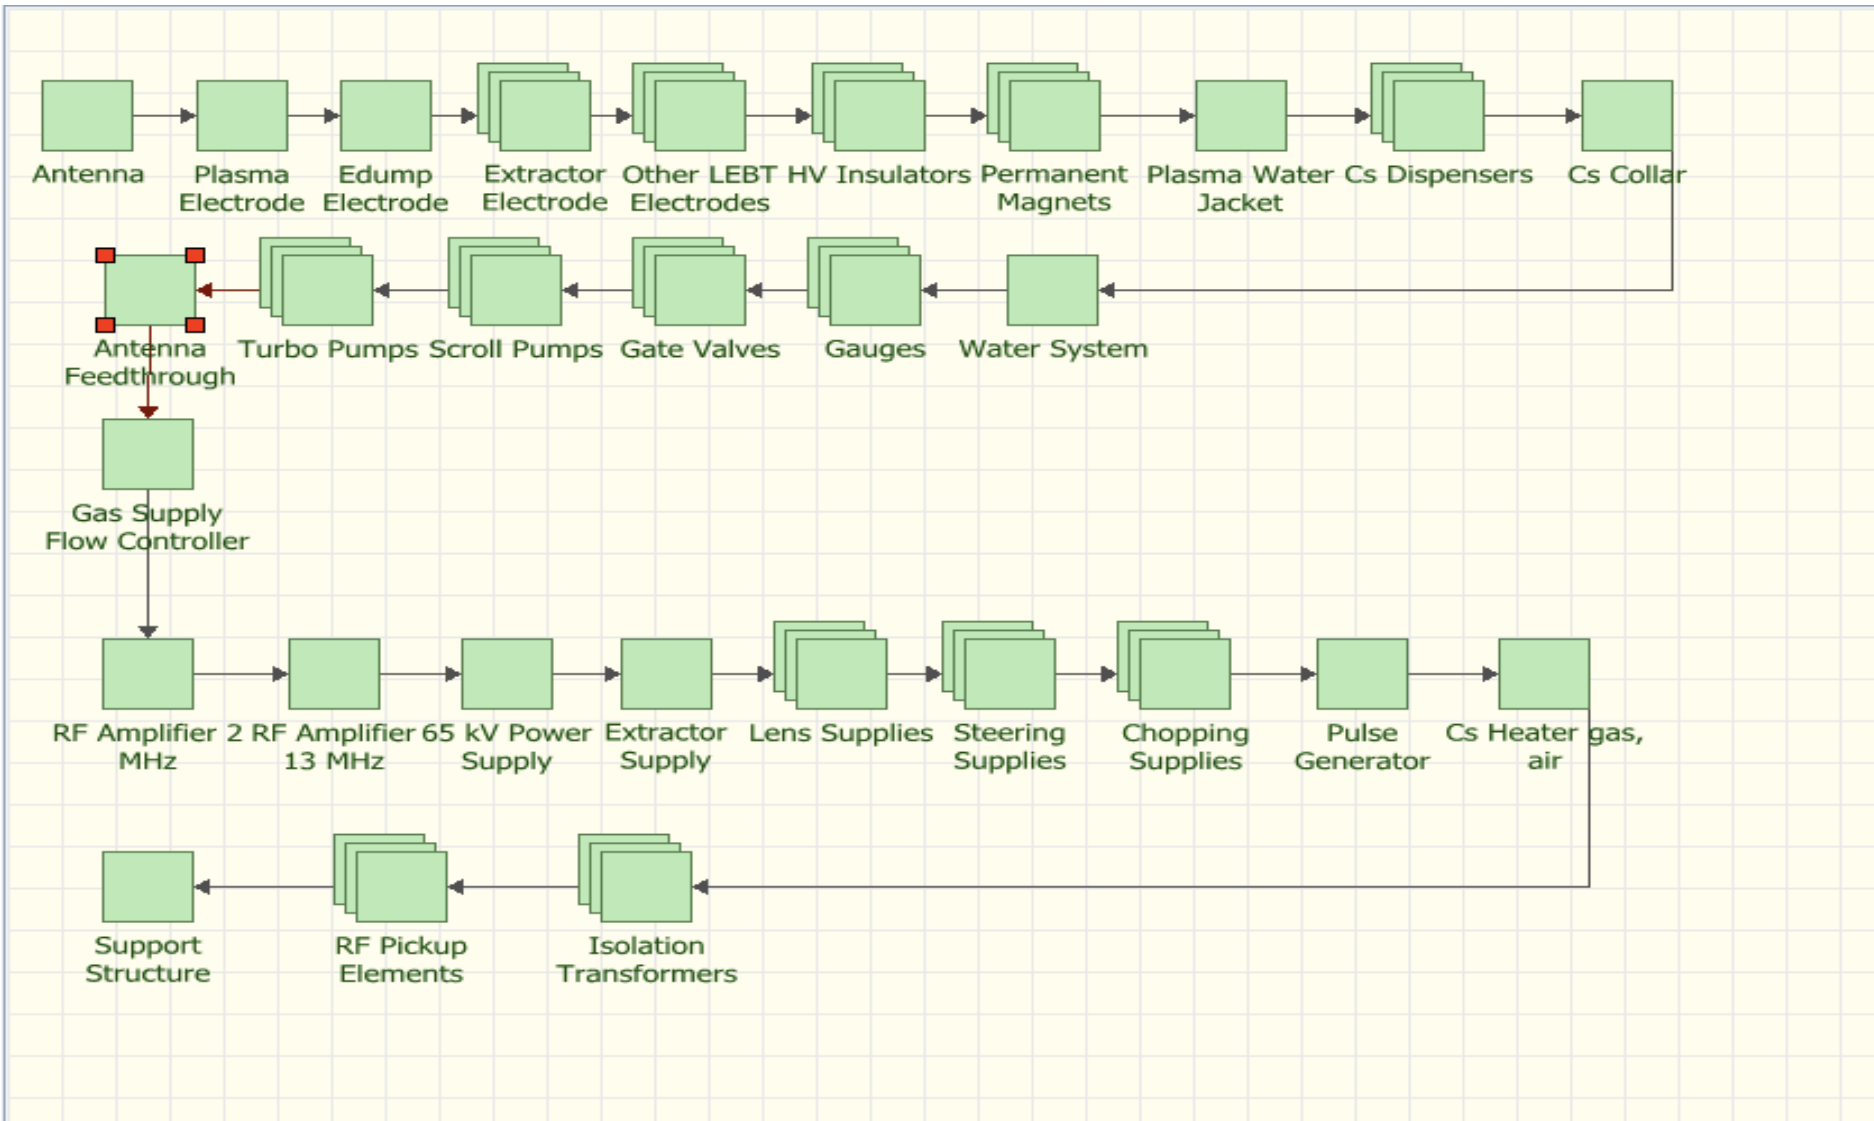 Antenna
Plasma
Electrode
Edump
Electrode
Extractor
Electrode
Other LEBT
Electrodes
HV Insulators
Permanent
Magnets
Plasma Water
Jacket
Cs Dispensers
Cs Collar
Antenna
Feedthrough
Turbo Pumps
Scroll Pumps
Gate Valves
Gauges
Water System
Gas Supply
Flow Controller
RF Amplifier 2
MHz
RF Amplifier
13 MHz
65 kV Power
Supply
Extractor
Supply
Lens Supplies
Steering
Supplies
Chopping
Supplies
Pulse
Generator
Cs Heater gas,
air
Support
Structure
RF Pickup
Elements
Isolation
Transformers